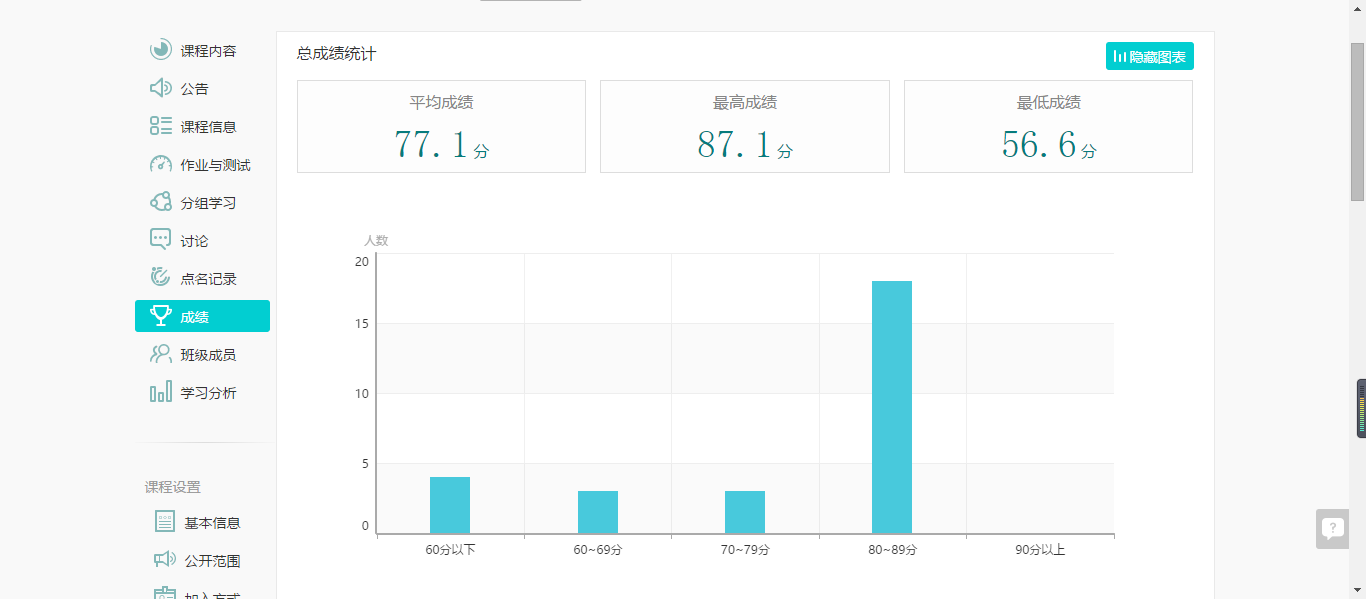 课程内容
公告
课程信息
作业与测试
分组学习
讨论
点名记录
成绩
班级成员
学习分析
课程设置
基本信息
公开范围
加入方式
总成绩统计
隐藏图表
平均成绩
77.1分
最高成绩
87.1分
最低成绩
56.6分
人数
20
15
10
5
0
60分以下 60~69分 70~79分 80~89分 90分以上
?